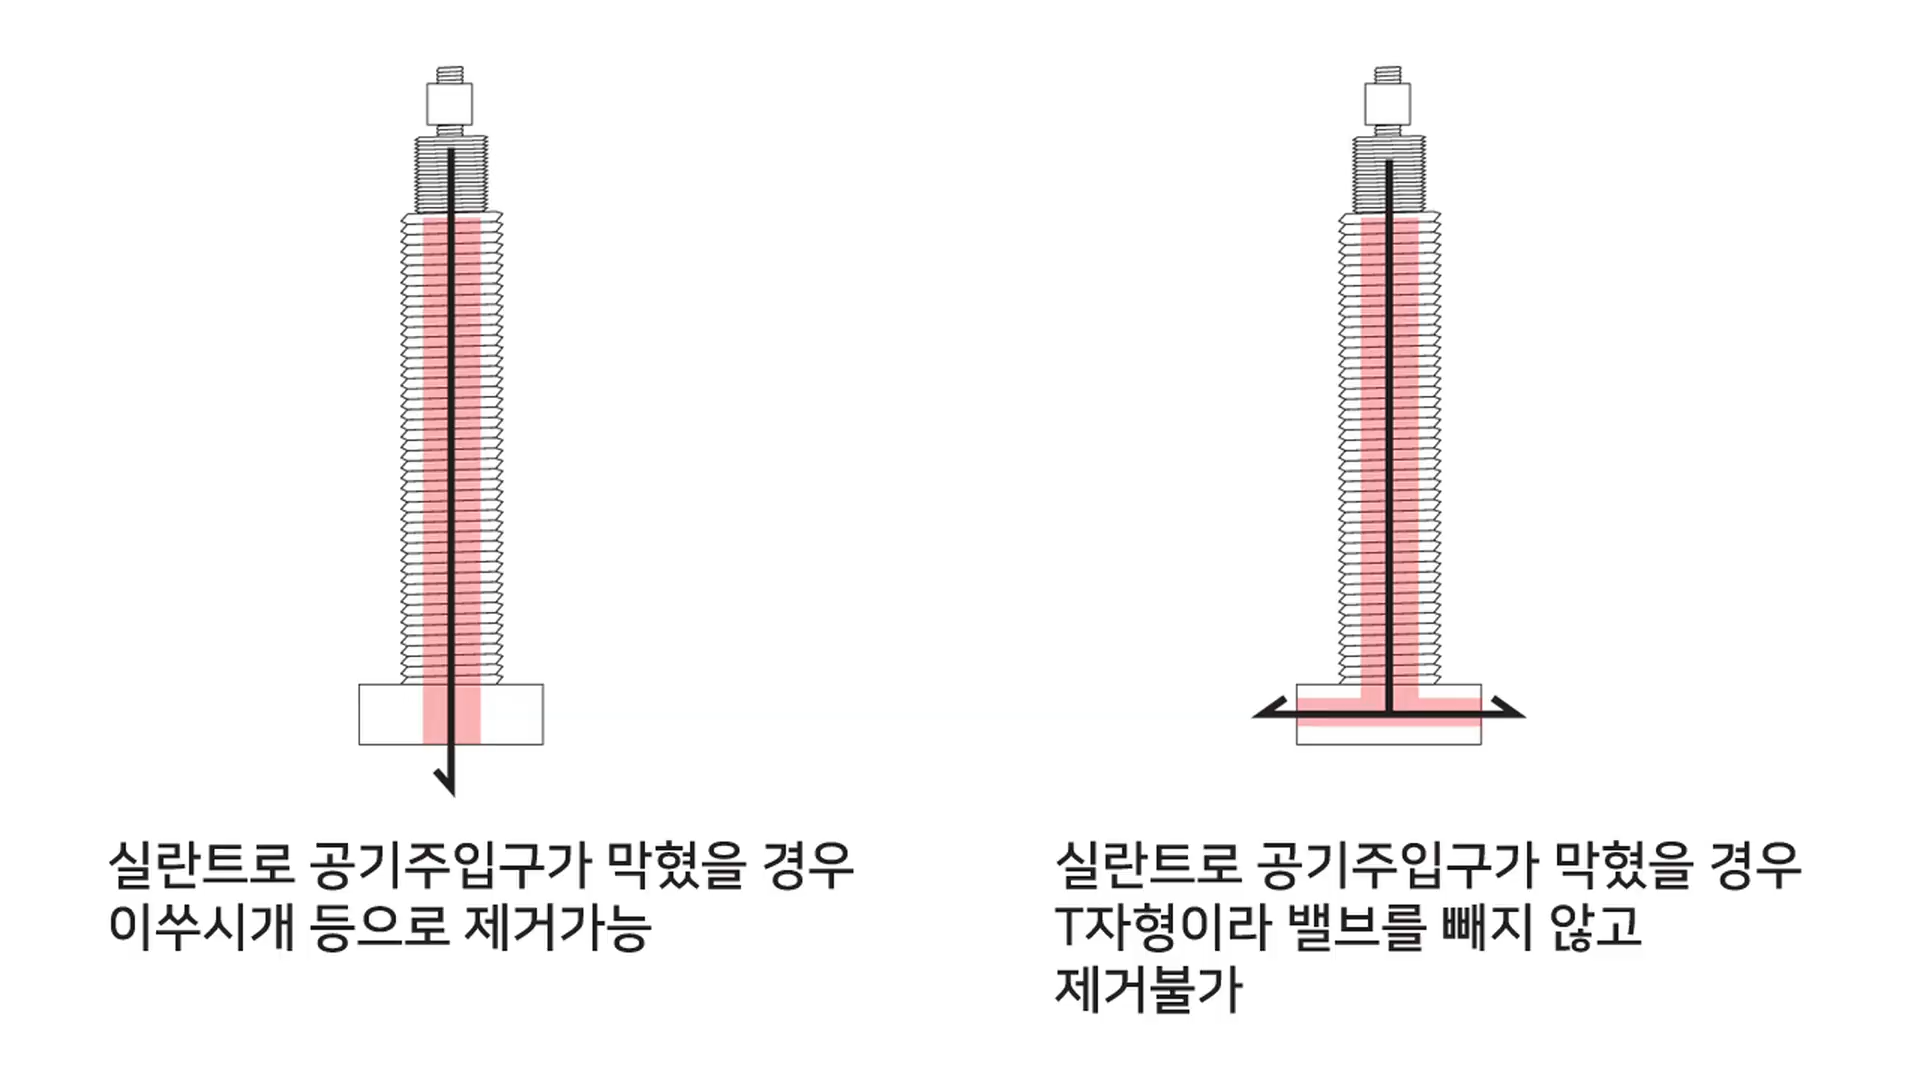 실란트로 공기주입구가 막혔을 경우
이쑤시개 등으로 제거가능
실란트로 공기주입구가 막혔을 경우
T자형이라 밸브를 빼지 않고
제거불가